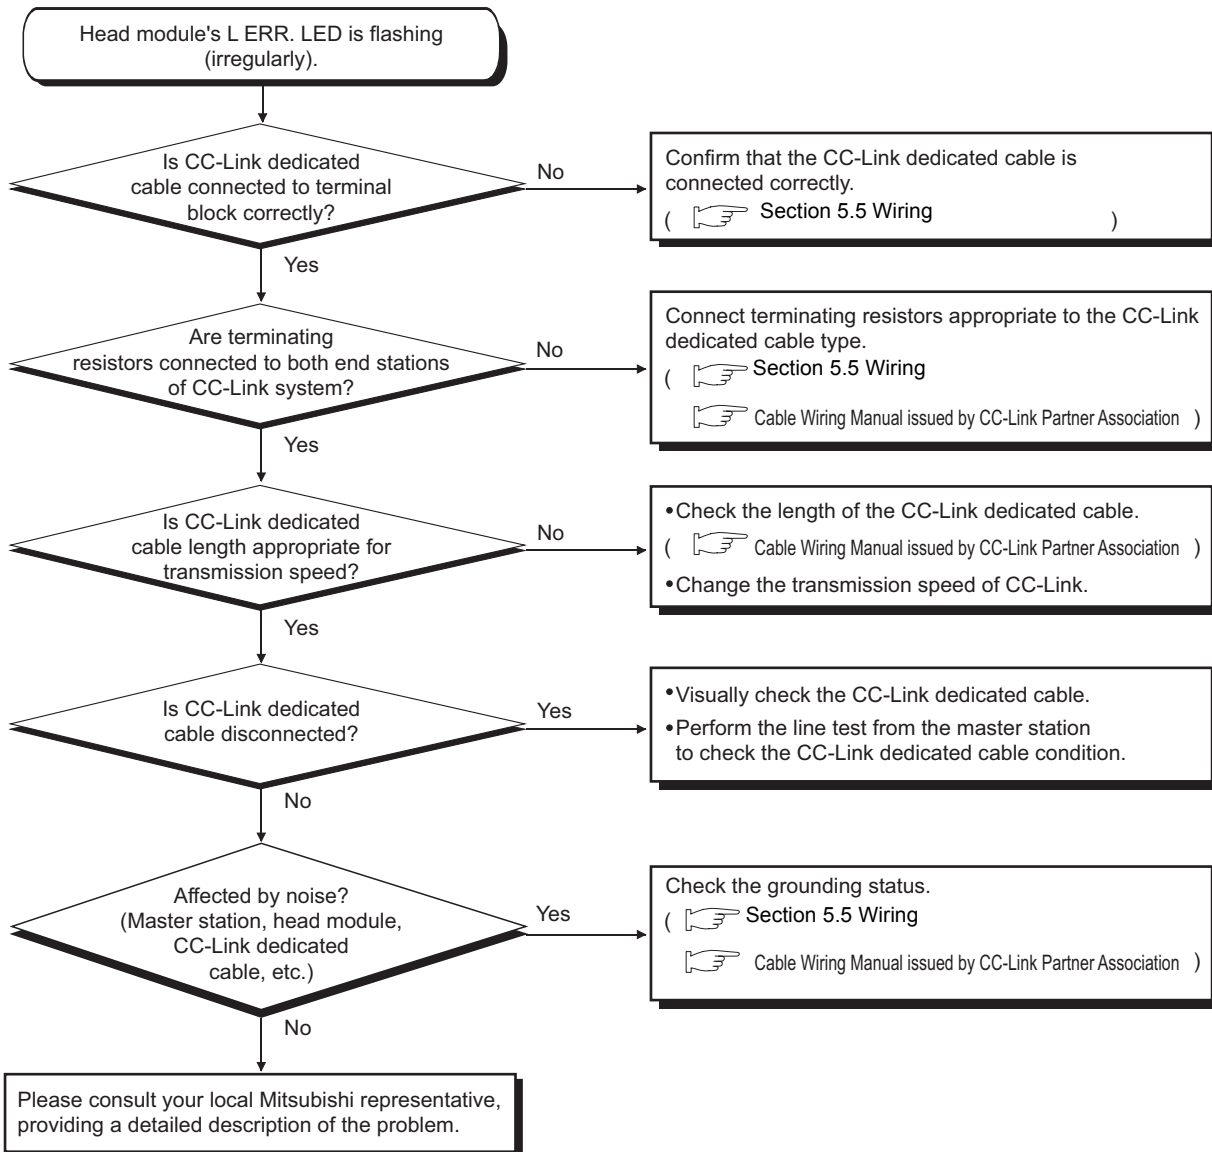 Head module's L ERR. LED is flashing
(irregularly).
Is CC-Link dedicated
cable connected to terminal
block correctly?
No
Confirm that the CC-Link dedicated cable is
connected correctly.
( Section 5.5 Wiring )
Yes
Are terminating
resistors connected to both end stations
of CC-Link system?
No
Connect terminating resistors appropriate to the CC-Link
dedicated cable type.
( Section 5.5 Wiring
Cable Wiring Manual issued by CC-Link Partner Association )
Yes
Is CC-Link dedicated
cable length appropriate for
transmission speed?
No
•Check the length of the CC-Link dedicated cable.
( Cable Wiring Manual issued by CC-Link Partner Association )
•Change the transmission speed of CC-Link.
Yes
Is CC-Link dedicated
cable disconnected?
Yes
•Visually check the CC-Link dedicated cable.
•Perform the line test from the master station
to check the CC-Link dedicated cable condition.
No
Affected by noise?
(Master station, head module,
CC-Link dedicated
cable, etc.)
Yes
Check the grounding status.
( Section 5.5 Wiring
Cable Wiring Manual issued by CC-Link Partner Association )
No
Please consult your local Mitsubishi representative,
providing a detailed description of the problem.